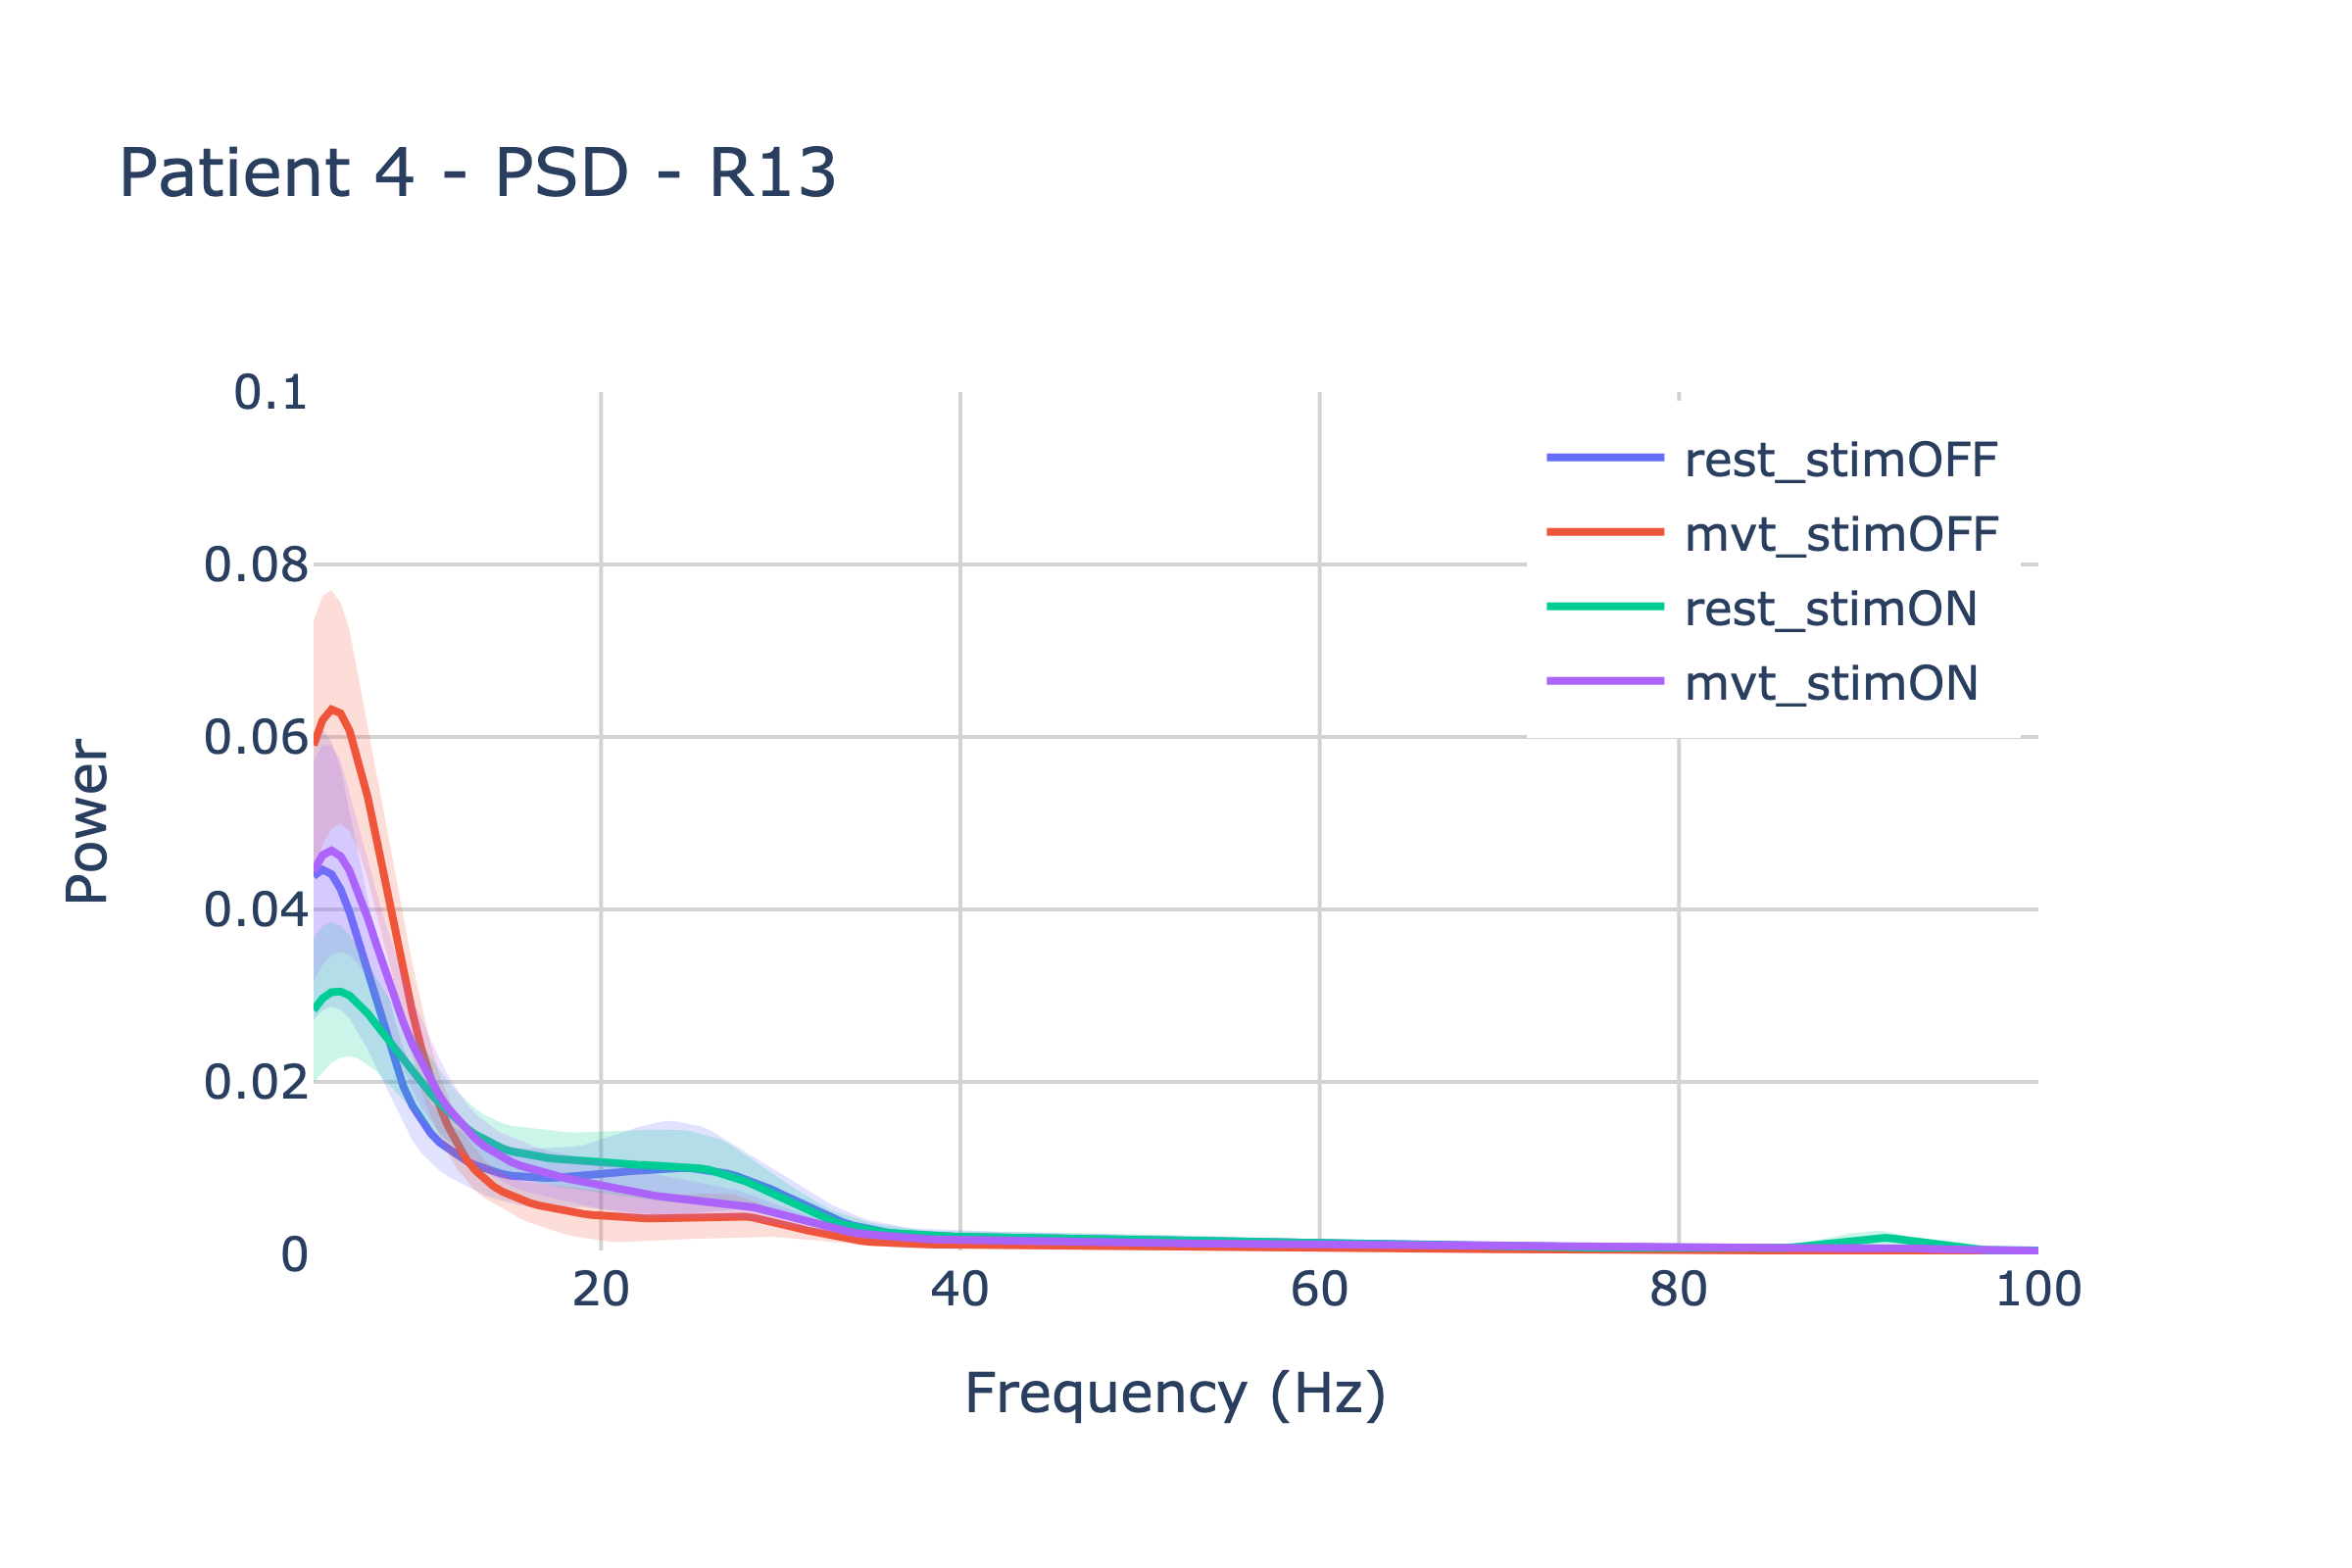 Patient 4 - PSD - R13
0.1
0.08
0.06
0.04
0.02
0
Power
rest_stimOFF
mvt_stimOFF
rest_stimON
mvt_stimON
20 40 60 80 100
Frequency (Hz)